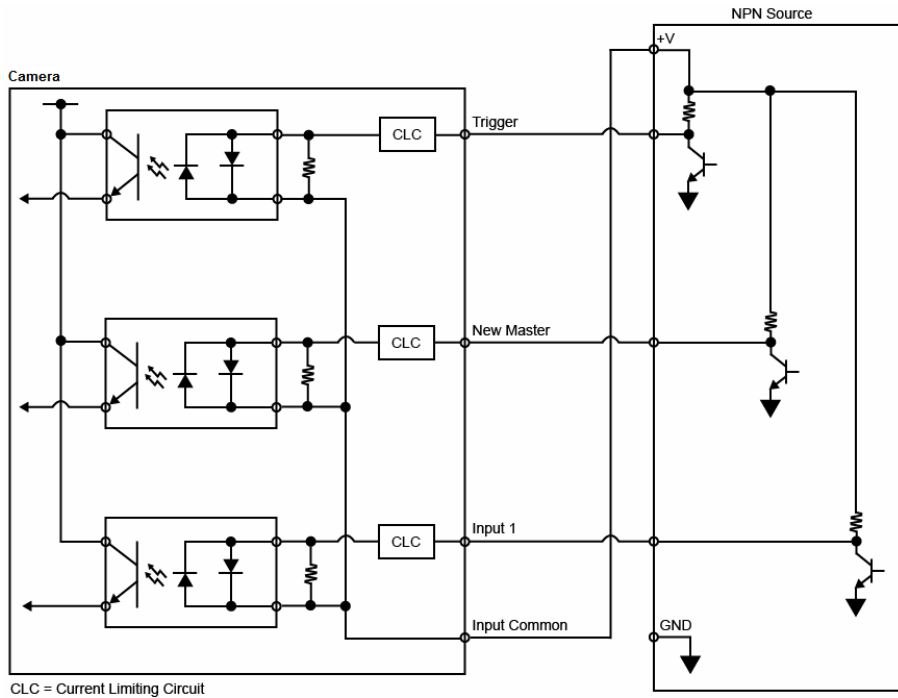 NPN Source
+V
Camera
CLC
Trigger
CLC
New Master
CLC
Input 1
Input Common
GND
CLC = Current Limiting Circuit